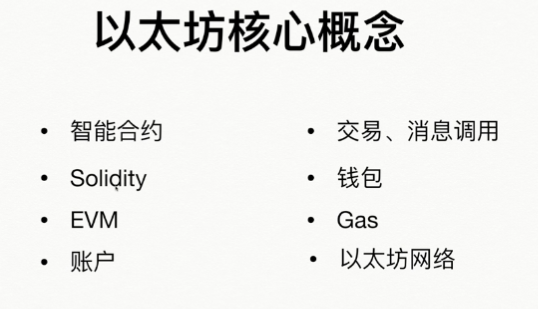 以太坊核心概念
• 智能合约
• Solidity
• EVM
• 账户
• 交易、消息调用
• 钱包
• Gas
• 以太坊网络